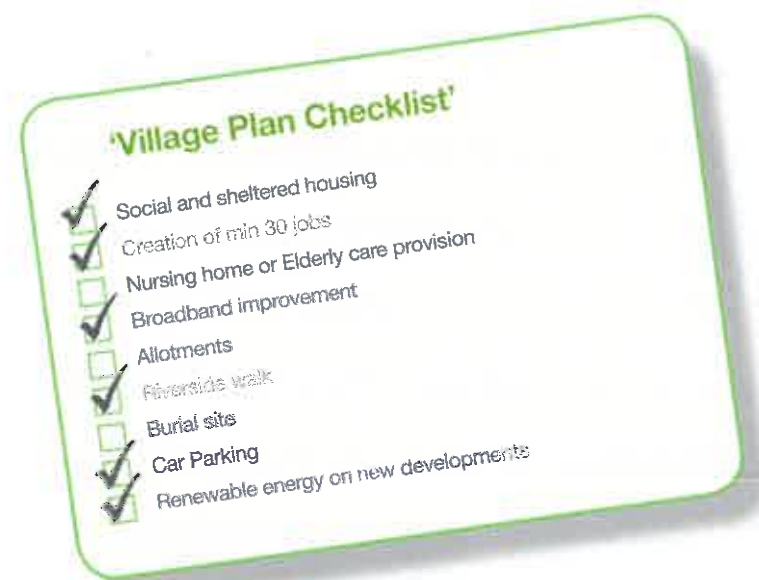 'Village Plan Checklist'
Social and sheltered housing
Creation of min 30 jobs
Nursing home or Elderly care provision
Broadband improvement
Allotments
Riverside walk
Burial site
Car Parking
Renewable energy on new developments